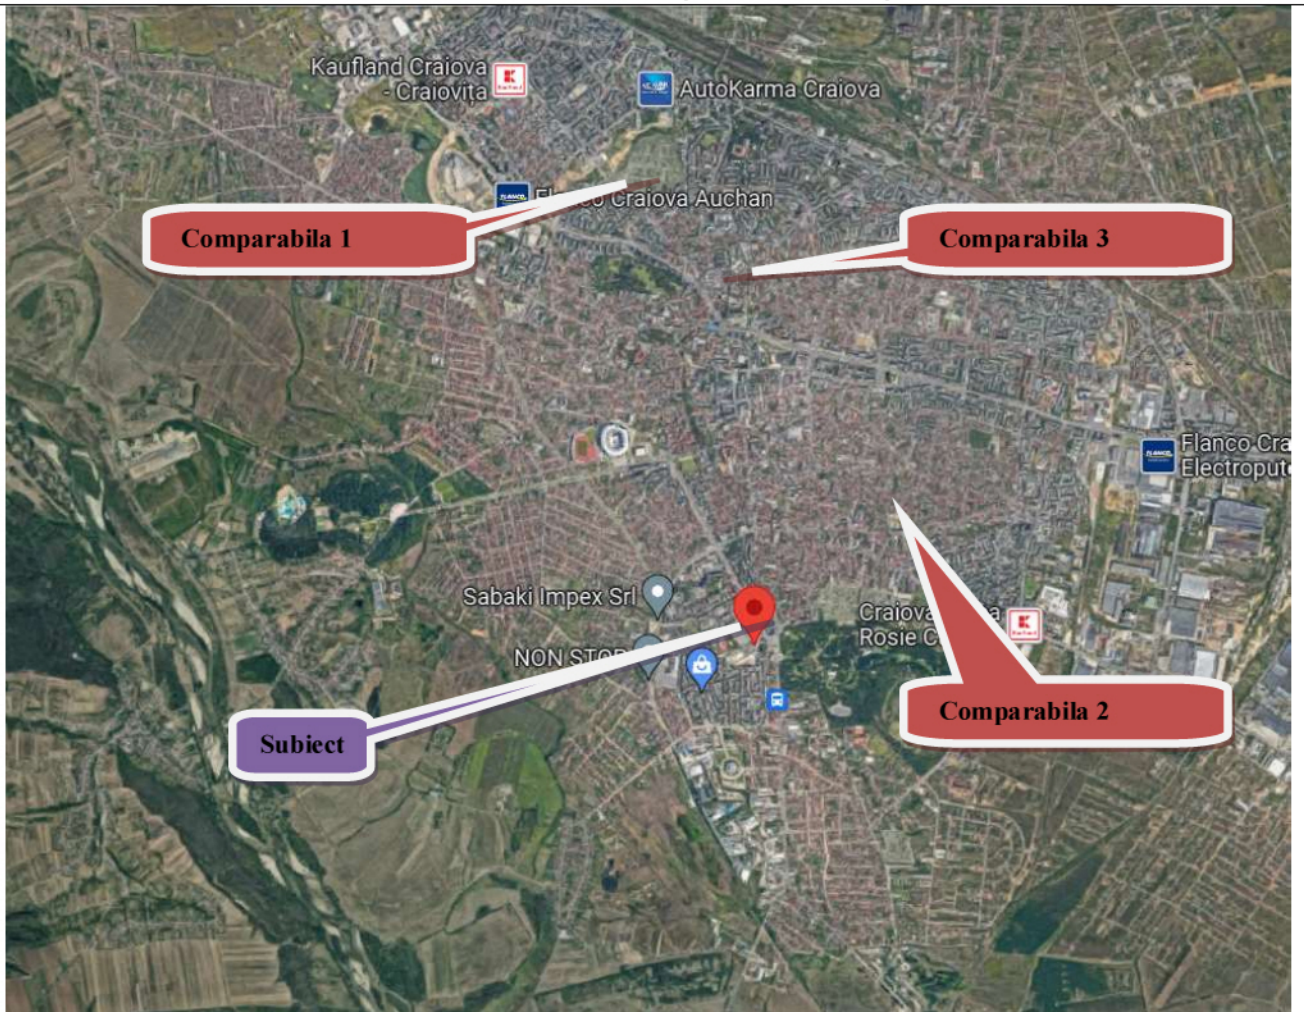 Kaufland Craiova
- Craiovița
AutoKarma Craiova
Craiova Auchan
Comparabila 1
Comparabila 3
Flanco Cra
Electropute
Sabaki Impex Srl
Craiova
Rosie C
NON STOP
Comparabila 2
Subiect